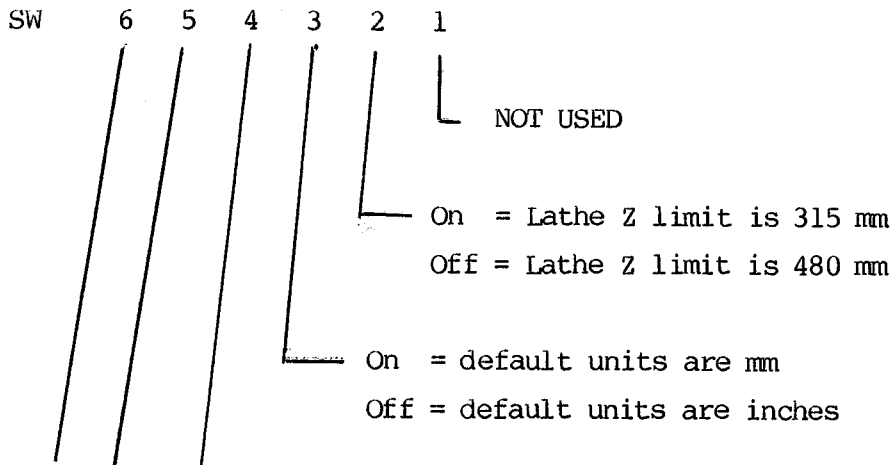 SW 6 5 4 3 2 1
NOT USED
On = Lathe Z limit is 315 mm
Off = Lathe Z limit is 480 mm
On = default units are mm
Off = default units are inches